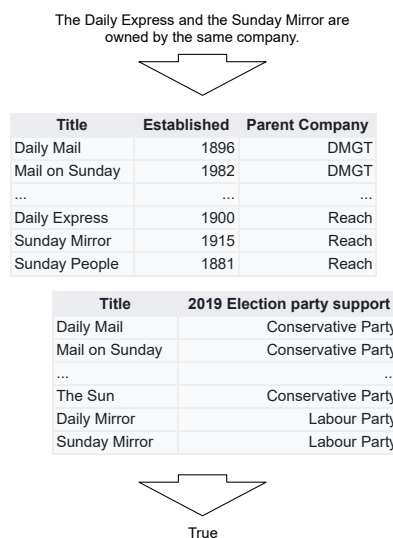 The Daily Express and the Sunday Mirror are
owned by the same company.
Title Established Parent Company
Daily Mail 1896 DMGT
Mail on Sunday 1982 DMGT
... ... ...
Daily Express 1900 Reach
Sunday Mirror 1915 Reach
Sunday People 1881 Reach
Title 2019 Election party support
Daily Mail Conservative Party
Mail on Sunday Conservative Party
... ..
The Sun Conservative Party
Daily Mirror Labour Party
Sunday Mirror Labour Party
True